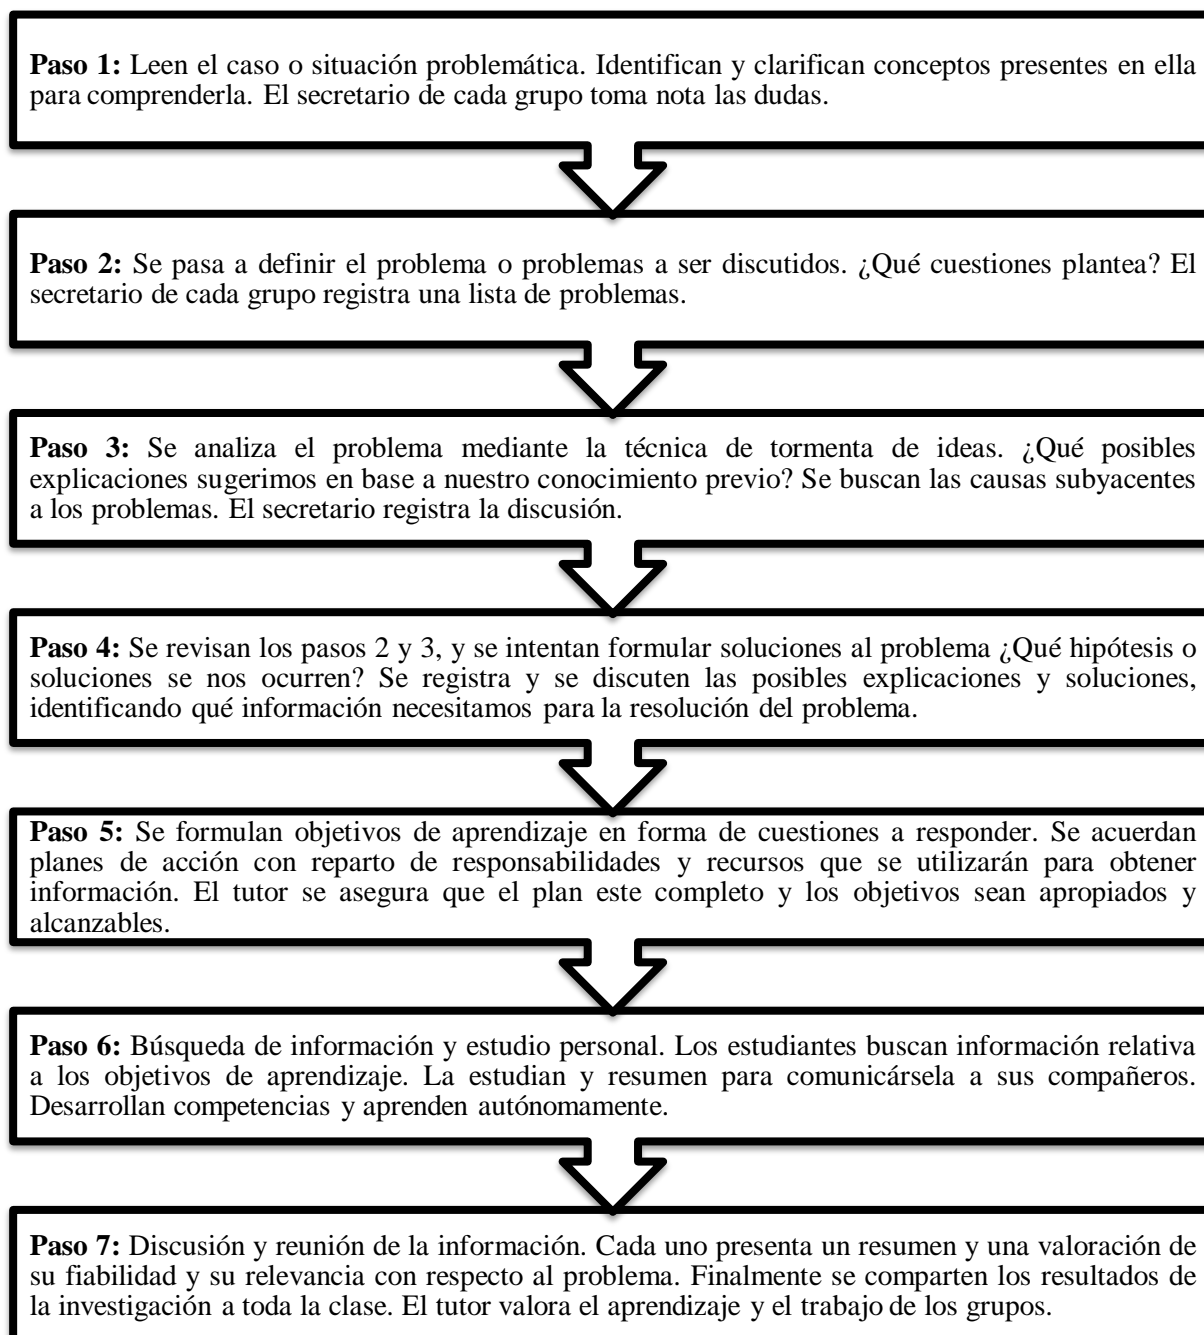 Paso 1: Leen el caso o situación problemática. Identifican y clarifican conceptos presentes en ella
para comprenderla. El secretario de cada grupo toma nota las dudas.
Paso 2: Se pasa a definir el problema o problemas a ser discutidos. ¿Qué cuestiones plantea? El
secretario de cada grupo registra una lista de problemas.
Paso 3: Se analiza el problema mediante la técnica de tormenta de ideas. ¿Qué posibles
explicaciones sugerimos en base a nuestro conocimiento previo? Se buscan las causas subyacentes
a los problemas. El secretario registra la discusión.
Paso 4: Se revisan los pasos 2 y 3, y se intentan formular soluciones al problema ¿Qué hipótesis o
soluciones se nos ocurren? Se registra y se discuten las posibles explicaciones y soluciones,
identificando qué información necesitamos para la resolución del problema.
Paso 5: Se formulan objetivos de aprendizaje en forma de cuestiones a responder. Se acuerdan
planes de acción con reparto de responsabilidades y recursos que se utilizarán para obtener
información. El tutor se asegura que el plan este completo y los objetivos sean apropiados y
alcanzables.
Paso 6: Búsqueda de información y estudio personal. Los estudiantes buscan información relativa
a los objetivos de aprendizaje. La estudian y resumen para comunicársela a sus compañeros.
Desarrollan competencias y aprenden autónomamente.
Paso 7: Discusión y reunión de la información. Cada uno presenta un resumen y una valoración de
su fiabilidad y su relevancia con respecto al problema. Finalmente se comparten los resultados de
la investigación a toda la clase. El tutor valora el aprendizaje y el trabajo de los grupos.